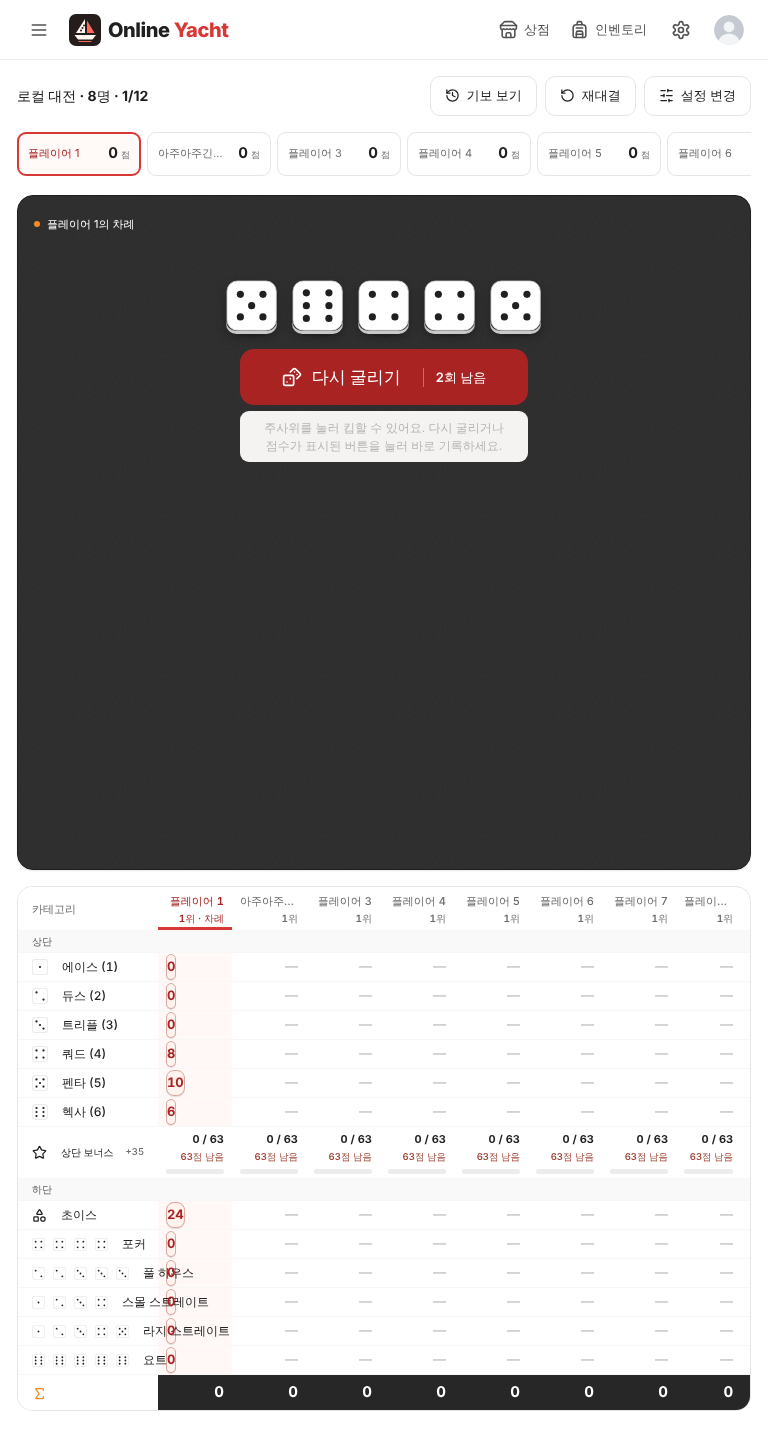 Online Yacht
상점
인벤토리
로컬 대전 · 8명 · 1/12
기보 보기
재대결
설정 변경
플레이어 1 0 점
아주아주긴... 0 점
플레이어 3 0 점
플레이어 4 0 점
플레이어 5 0 점
플레이어 6
플레이어 1의 차례
다시 굴리기 2회 남음
주사위를 눌러 킵할 수 있어요. 다시 굴리거나
점수가 표시된 버튼을 눌러 바로 기록하세요.
카테고리 플레이어 1 아주아주... 플레이어 3 플레이어 4 플레이어 5 플레이어 6 플레이어 7 플레이...
1위 · 차례 1위 1위 1위 1위 1위 1위 1위
상단
에이스 (1) 0 — — — — — — —
듀스 (2) 0 — — — — — — —
트리플 (3) 0 — — — — — — —
쿼드 (4) 8 — — — — — — —
펜타 (5) 10 — — — — — — —
헥사 (6) 6 — — — — — — —
상단 보너스 +35 0 / 63 0 / 63 0 / 63 0 / 63 0 / 63 0 / 63 0 / 63 0 / 63
63점 남음 63점 남음 63점 남음 63점 남음 63점 남음 63점 남음 63점 남음 63점 남음
하단
초이스 24 — — — — — — —
포커 0 — — — — — — —
풀 하우스 0 — — — — — — —
스몰 스트레이트 0 — — — — — — —
라지 스트레이트 0 — — — — — — —
요트 0 — — — — — — —
Σ 0 0 0 0 0 0 0 0